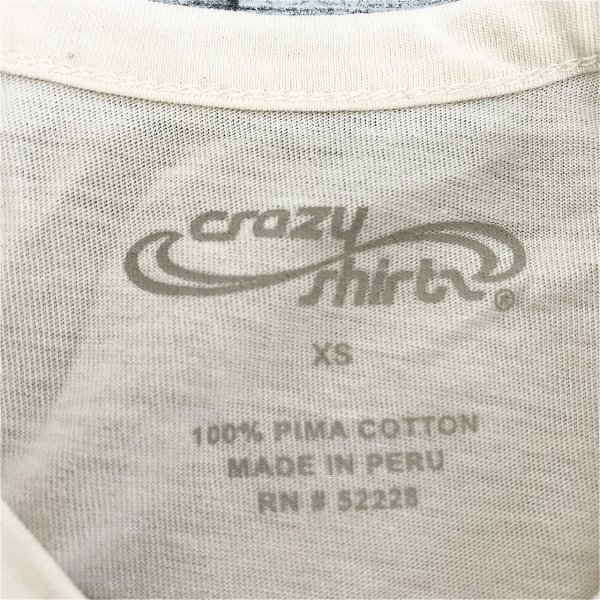 crazy
shirts®
XS
100% PIMA COTTON
MADE IN PERU
RN # 52228